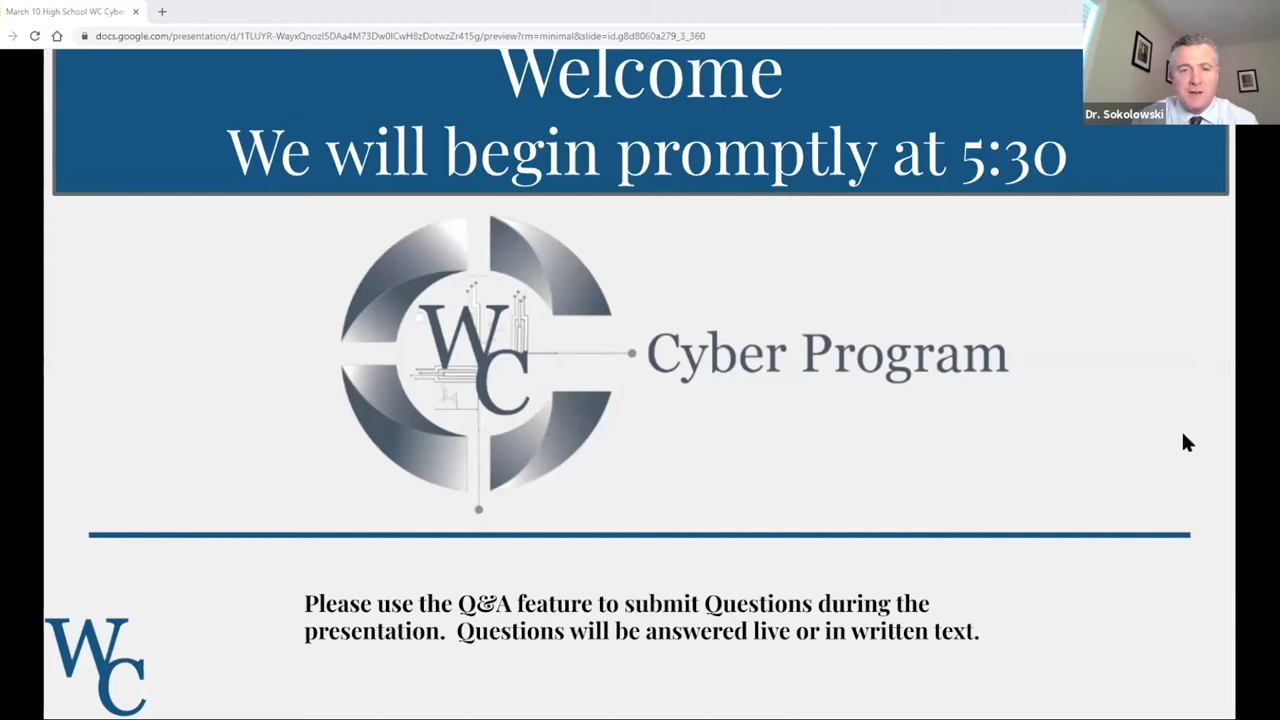 March 10 High School WC Cyber
docs.google.com/presentation/d/1TLUYR-WayxQnozI5DAa4M73Dw0ICwH8zDotwzZr415g/preview?rm=minimal&slide=id.g8d8060a279_3_360
Welcome
We will begin promptly at 5:30
Dr. Sokolowski
WC
Cyber Program
Please use the Q&A feature to submit Questions during the
presentation. Questions will be answered live or in written text.
WC